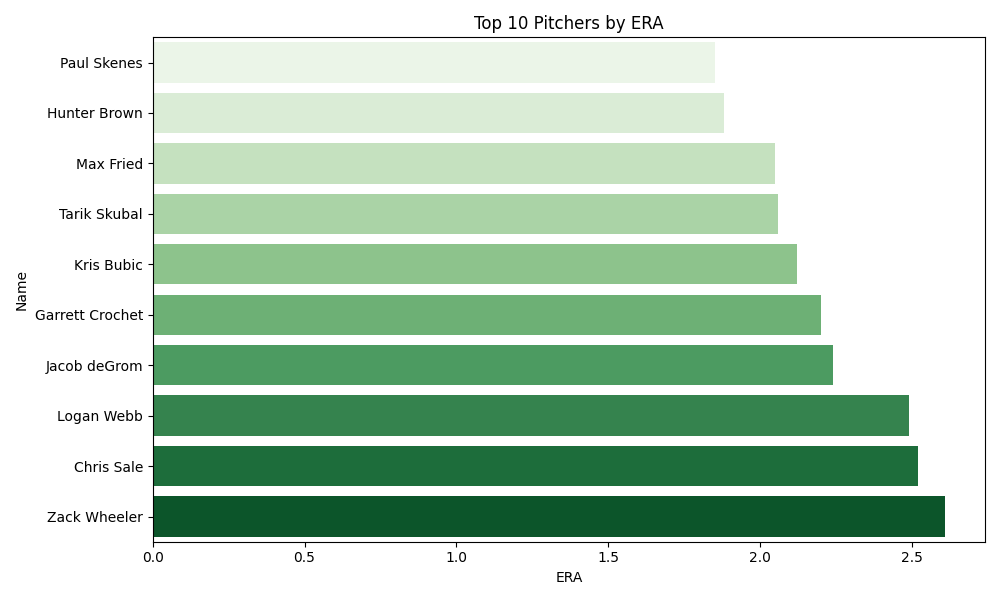 Top 10 Pitchers by ERA
Name
Paul Skenes
Hunter Brown
Max Fried
Tarik Skubal
Kris Bubic
Garrett Crochet
Jacob deGrom
Logan Webb
Chris Sale
Zack Wheeler
0.0 0.5 1.0 1.5 2.0 2.5
ERA